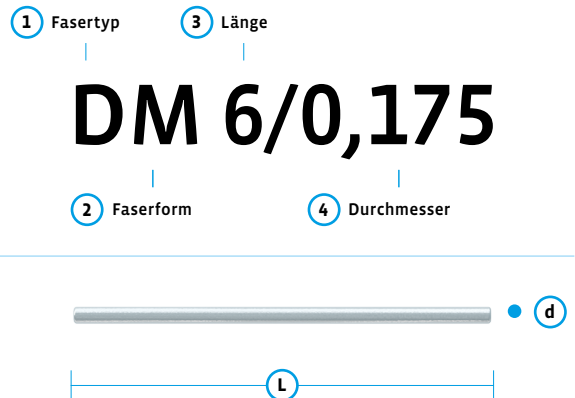 1 Fasertyp 3 Länge
DM 6/0,175
2 Faserform 4 Durchmesser
d
L